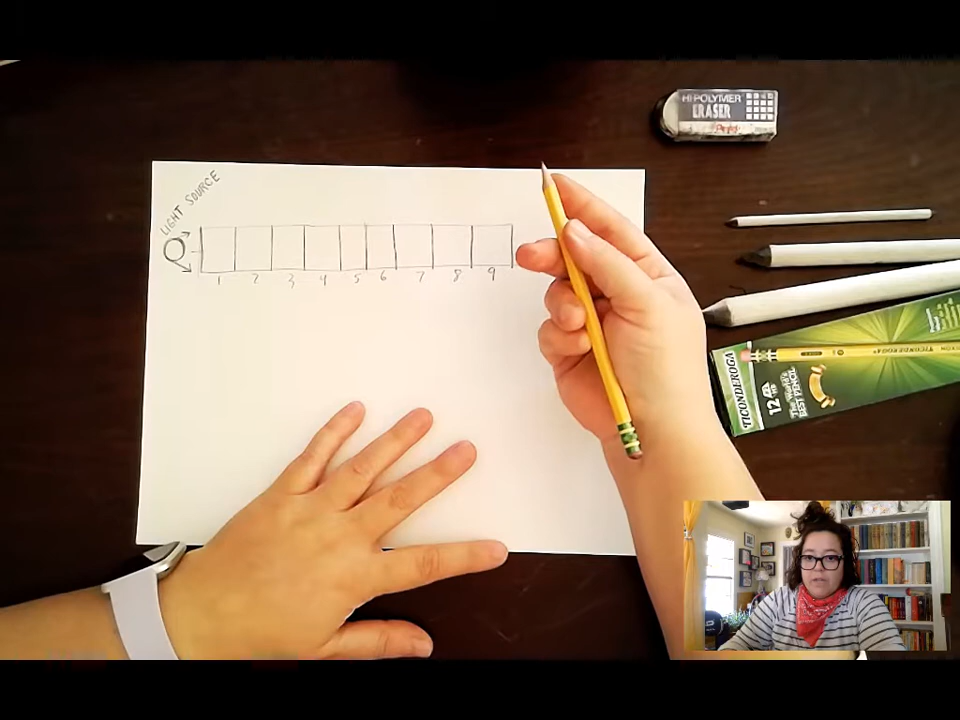 LIGHT SOURCE
1 2 3 4 5 6 7 8 9
HI-POLYMER
ERASER
Pentel
TICONDEROGA
12
The World's
BEST PENCIL
TICONDEROGA